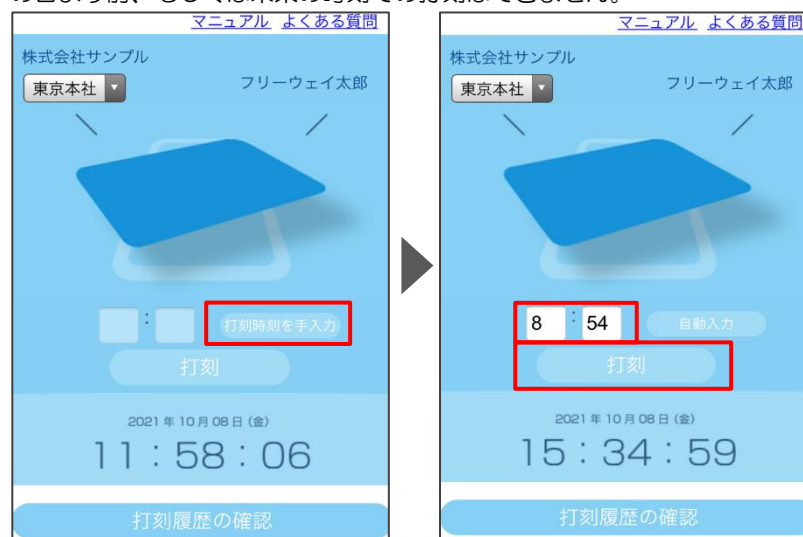 マニュアル よくある質問
株式会社サンプル
東京本社
フリーウェイ太郎
:
打刻時刻を手入力
打刻
2021 年 10 月 08 日 (金)
11 : 58 : 06
打刻履歴の確認
マニュアル よくある質問
株式会社サンプル
東京本社
フリーウェイ太郎
8 : 54
自動入力
打刻
2021 年 10 月 08 日 (金)
15 : 34 : 59
打刻履歴の確認